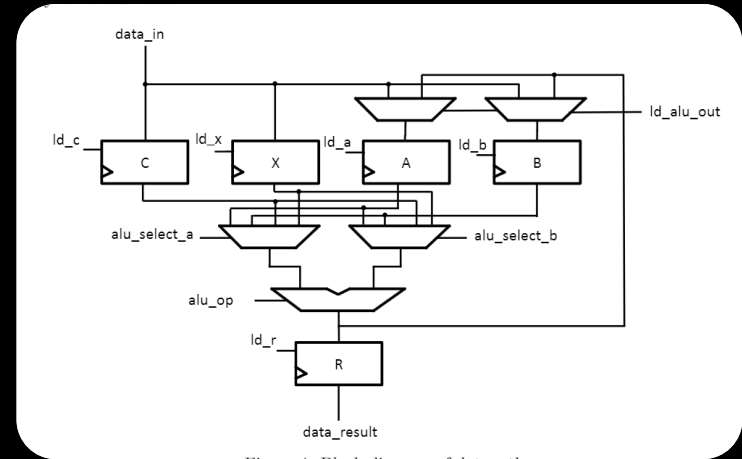 data_in
ld_alu_out
ld_c
ld_x
ld_a
ld_b
C
X
A
B
alu_select_a
alu_select_b
alu_op
ld_r
R
data_result